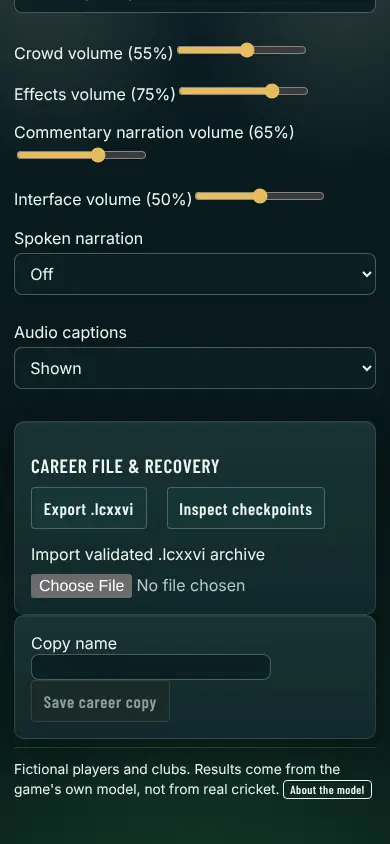 Crowd volume (55%)
Effects volume (75%)
Commentary narration volume (65%)
Interface volume (50%)
Spoken narration
Off
Audio captions
Shown
CAREER FILE & RECOVERY
Export .lcxxvi
Inspect checkpoints
Import validated .lcxxvi archive
Choose File No file chosen
Copy name
Save career copy
Fictional players and clubs. Results come from the
game's own model, not from real cricket. About the model